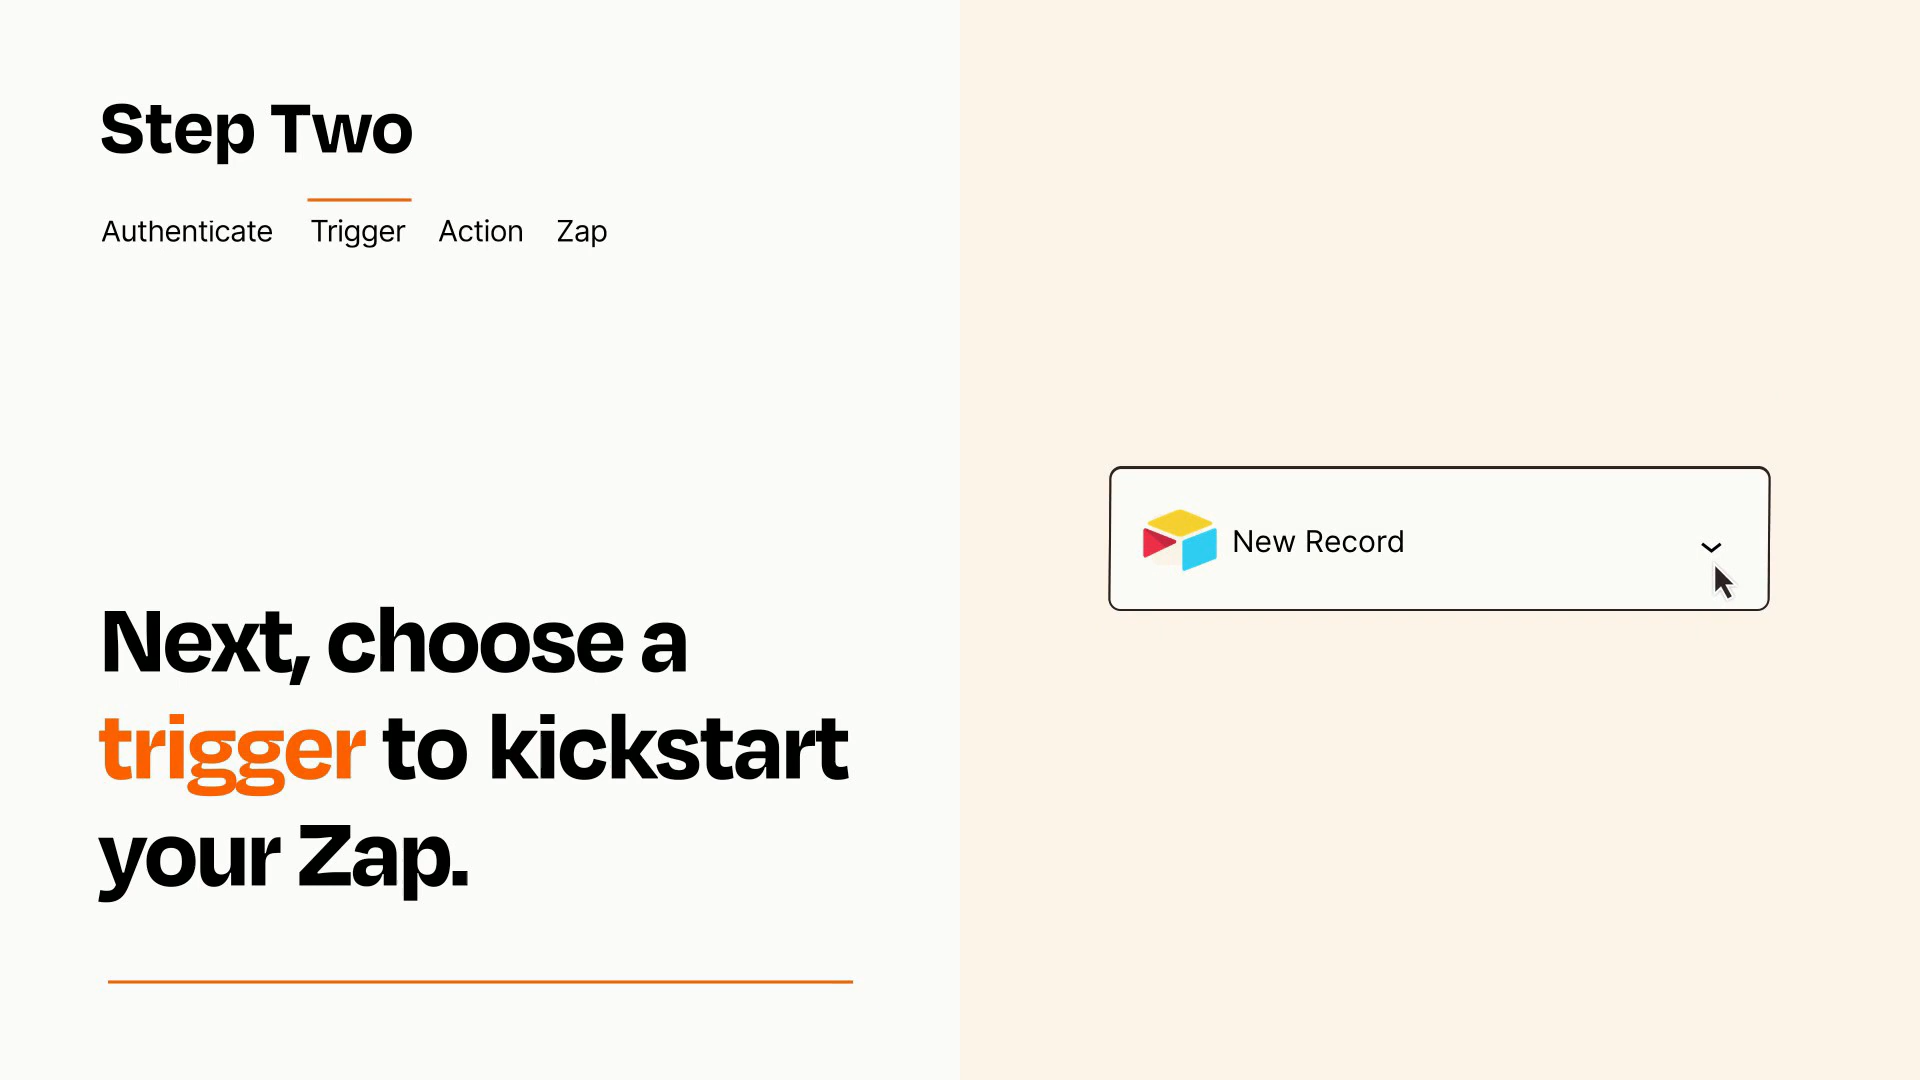 Step Two
Authenticate Trigger Action Zap
Next, choose a
trigger to kickstart
your Zap.
New Record